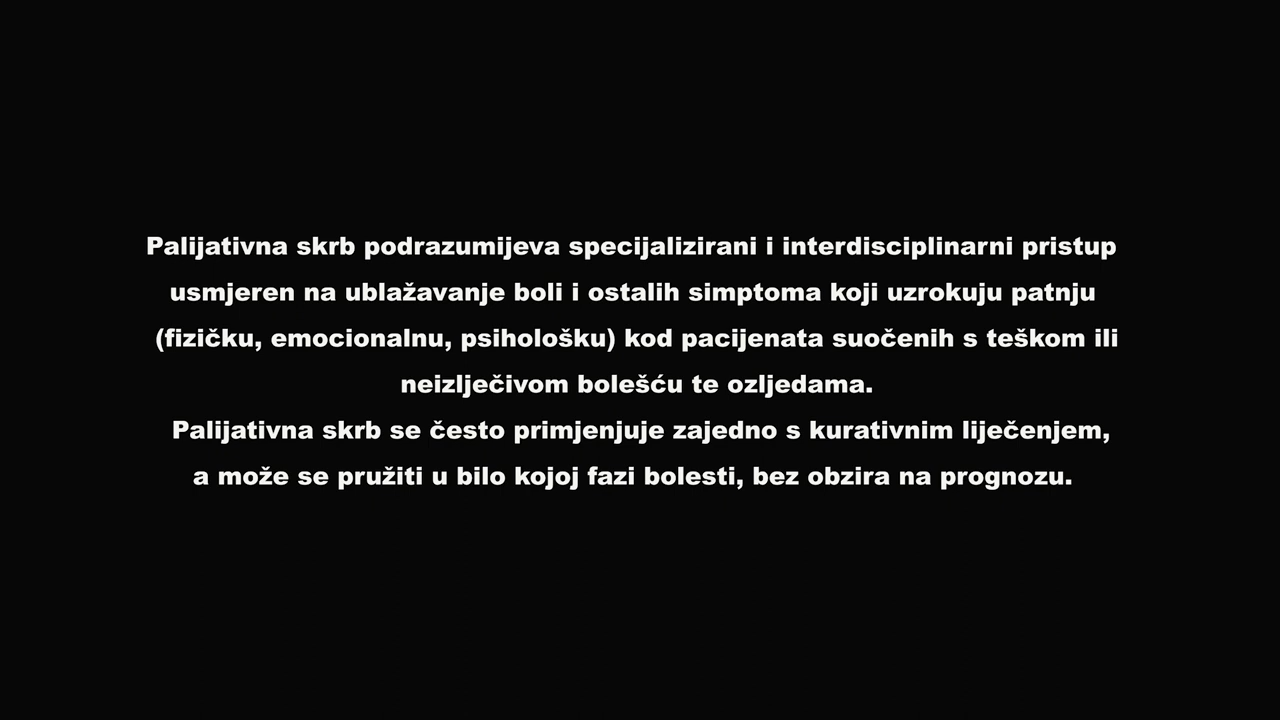 Palijativna skrb podrazumijeva specijalizirani i interdisciplinarni pristup
usmjeren na ublažavanje boli i ostalih simptoma koji uzrokuju patnju
(fizičku, emocionalnu, psihološku) kod pacijenata suočenih s teškom ili
neizlječivom bolešću te ozljedama.
Palijativna skrb se često primjenjuje zajedno s kurativnim liječenjem,
a može se pružiti u bilo kojoj fazi bolesti, bez obzira na prognozu.